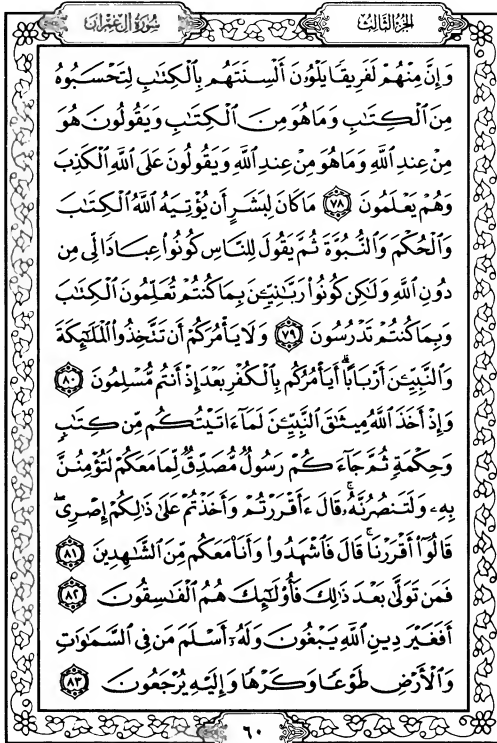 الجزء الثالث سورة آل عمران
وَإِنَّ مِنْهُمْ لَفَرِيقًا يَلْوُۥنَ أَلْسِنَتَهُم بِٱلْكِتَٰبِ لِتَحْسَبُوهُ
مِنَ ٱلْكِتَٰبِ وَمَا هُوَ مِنَ ٱلْكِتَٰبِ وَيَقُولُونَ هُوَ
مِنْ عِندِ ٱللَّهِ وَمَا هُوَ مِنْ عِندِ ٱللَّهِ وَيَقُولُونَ عَلَى ٱللَّهِ ٱلْكَذِبَ
وَهُمْ يَعْلَمُونَ ٧٨ مَا كَانَ لِبَشَرٍ أَن يُؤْتِيَهُ ٱللَّهُ ٱلْكِتَٰبَ
وَٱلْحُكْمَ وَٱلنُّبُوَّةَ ثُمَّ يَقُولَ لِلنَّاسِ كُونُوا۟ عِبَادًا لِّى مِن
دُونِ ٱللَّهِ وَلَٰكِن كُونُوا۟ رَبَّٰنِيِّۦنَ بِمَا كُنتُمْ تُعَلِّمُونَ ٱلْكِتَٰبَ
وَبِمَا كُنتُمْ تَدْرُسُونَ ٧٩ وَلَا يَأْمُرَكُمْ أَن تَتَّخِذُوا۟ ٱلْمَلَٰٓئِكَةَ
وَٱلنَّبِيِّۦنَ أَرْبَابًا ۗ أَيَأْمُرُكُم بِٱلْكُفْرِ بَعْدَ إِذْ أَنتُم مُّسْلِمُونَ ٨٠
وَإِذْ أَخَذَ ٱللَّهُ مِيثَٰقَ ٱلنَّبِيِّۦنَ لَمَآ ءَاتَيْتُكُم مِّن كِتَٰبٍ
وَحِكْمَةٍ ثُمَّ جَآءَكُمْ رَسُولٌ مُّصَدِّقٌ لِّمَا مَعَكُمْ لَتُؤْمِنُنَّ
بِهِۦ وَلَتَنصُرُنَّهُۥ ۚ قَالَ ءَأَقْرَرْتُمْ وَأَخَذْتُمْ عَلَىٰ ذَٰلِكُمْ إِصْرِى ۖ
قَالُوٓا۟ أَقْرَرْنَا ۚ قَالَ فَٱشْهَدُوا۟ وَأَنَا۠ مَعَكُم مِّنَ ٱلشَّٰهِدِينَ ٨١
فَمَن تَوَلَّىٰ بَعْدَ ذَٰلِكَ فَأُو۟لَٰٓئِكَ هُمُ ٱلْفَٰسِقُونَ ٨٢
أَفَغَيْرَ دِينِ ٱللَّهِ يَبْغُونَ وَلَهُۥٓ أَسْلَمَ مَن فِى ٱلسَّمَٰوَٰتِ
وَٱلْأَرْضِ طَوْعًا وَكَرْهًا وَإِلَيْهِ يُرْجَعُونَ ٨٣
٦٠